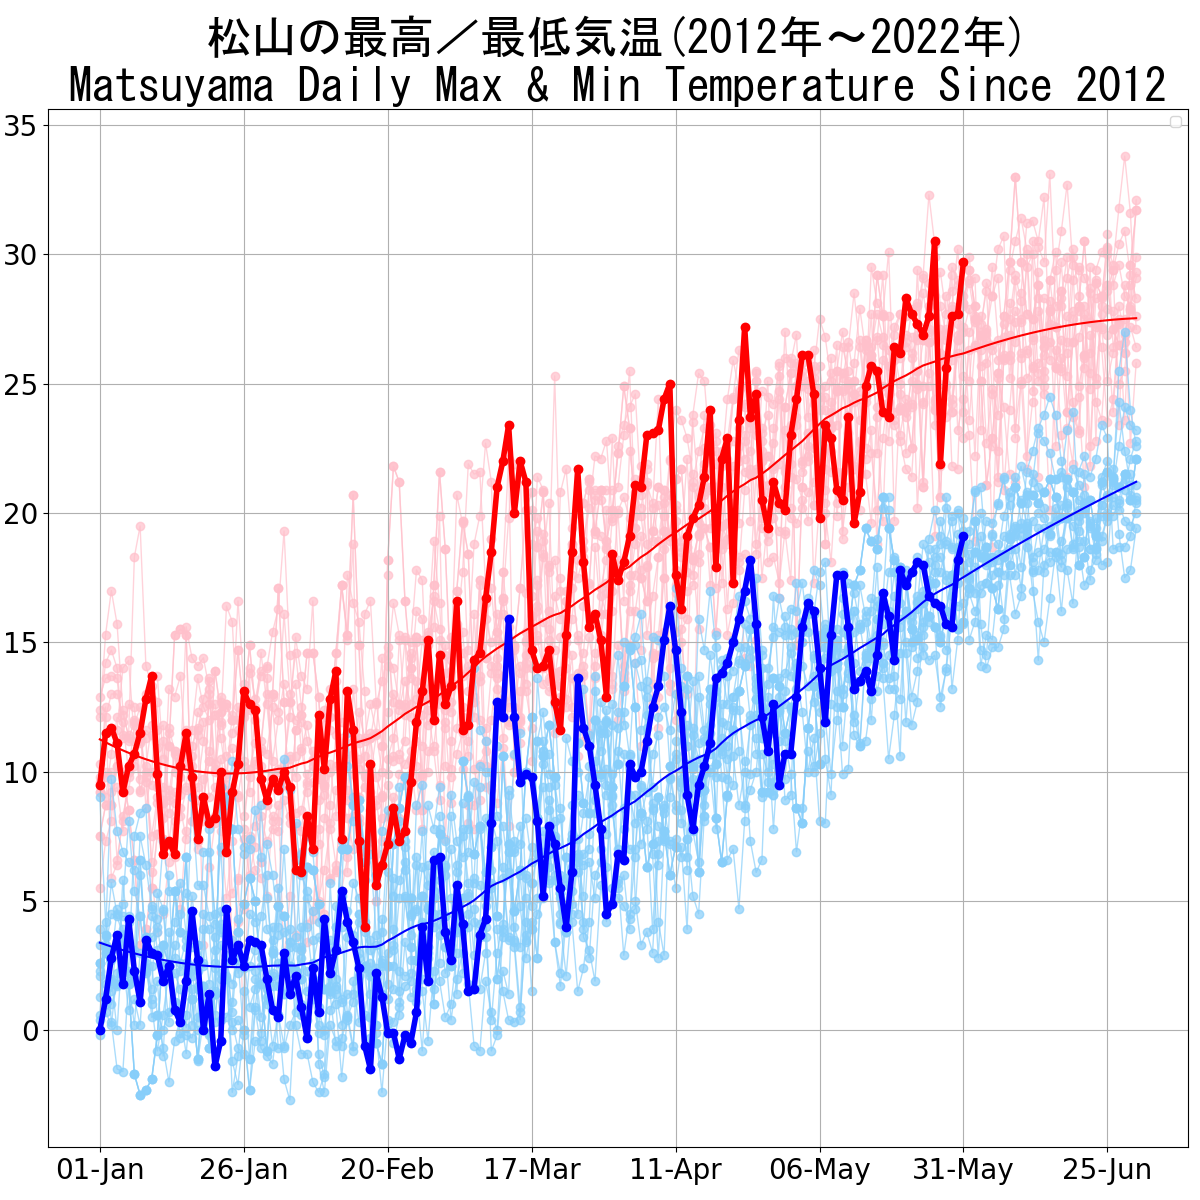 松山の最高／最低気温(2012年～2022年)
Matsuyama Daily Max & Min Temperature Since 2012
35
30
25
20
15
10
5
0
01-Jan 26-Jan 20-Feb 17-Mar 11-Apr 06-May 31-May 25-Jun